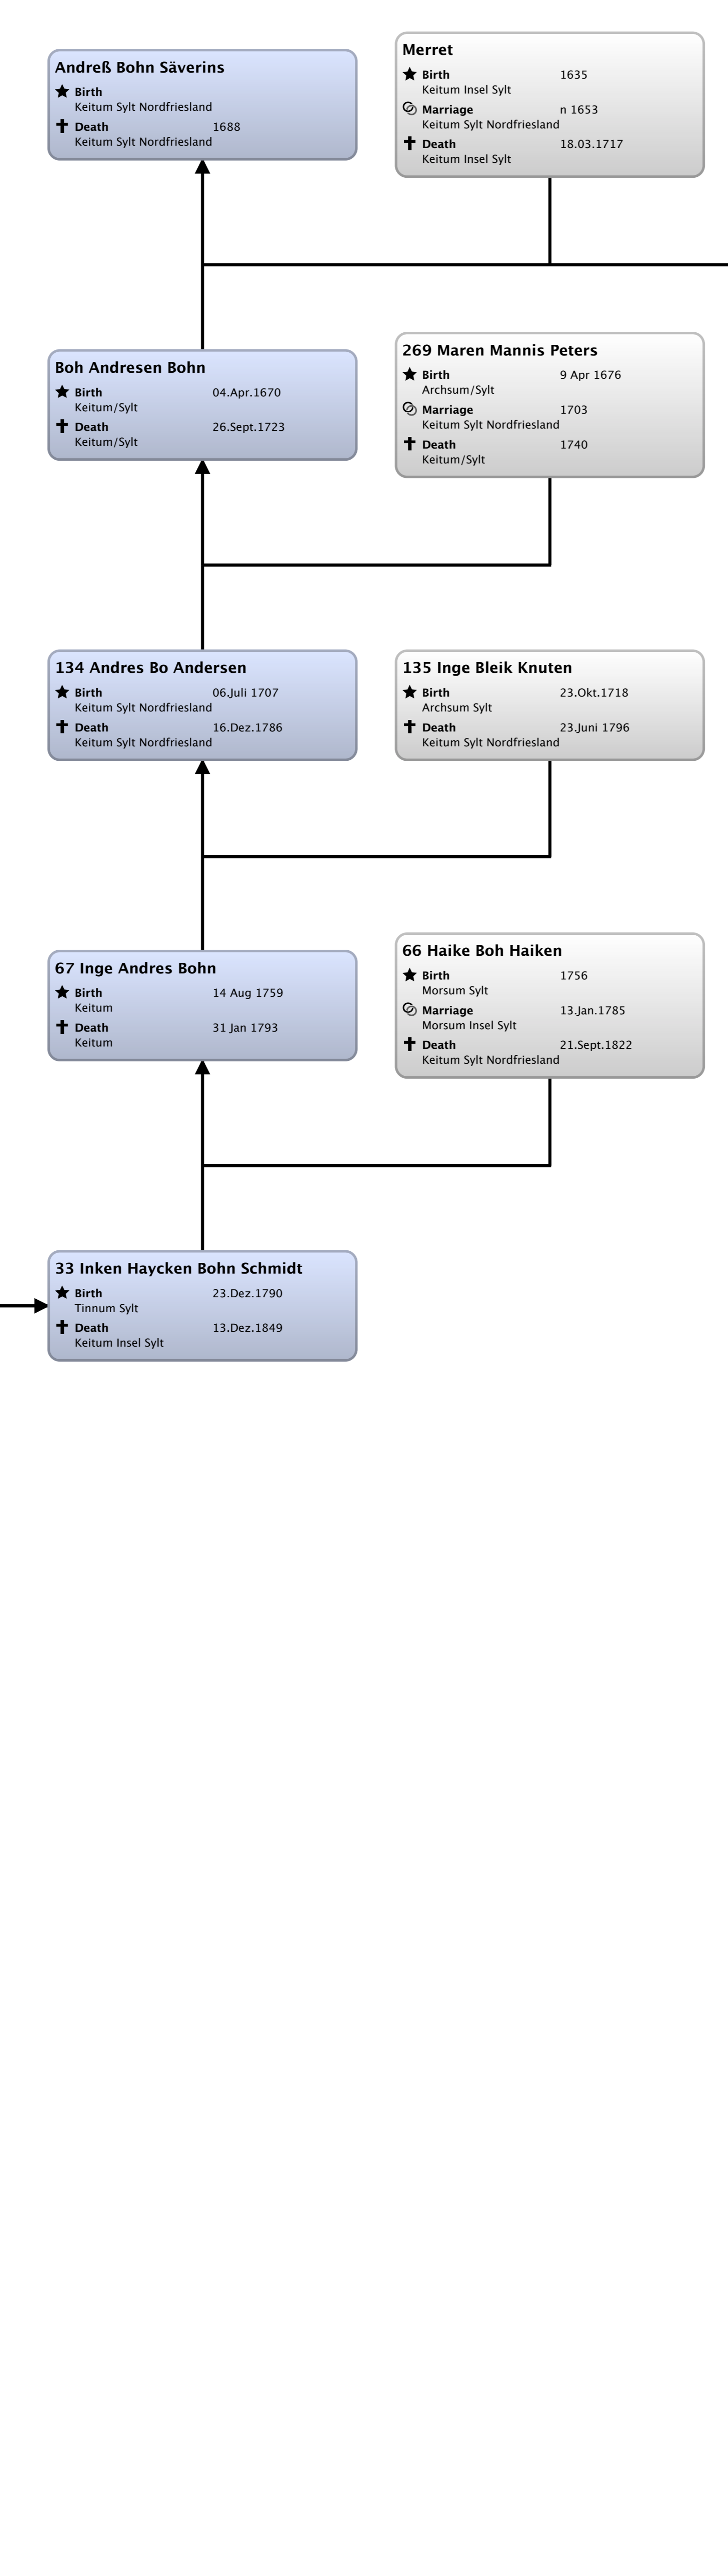 Andreß Bohn Säverins
Birth
Keitum Sylt Nordfriesland
Death 1688
Keitum Sylt Nordfriesland
Merret
Birth 1635
Keitum Insel Sylt
Marriage n 1653
Keitum Sylt Nordfriesland
Death 18.03.1717
Keitum Insel Sylt
Boh Andresen Bohn
Birth 04.Apr.1670
Keitum/Sylt
Death 26.Sept.1723
Keitum/Sylt
269 Maren Mannis Peters
Birth 9 Apr 1676
Archsum/Sylt
Marriage 1703
Keitum Sylt Nordfriesland
Death 1740
Keitum/Sylt
134 Andres Bo Andersen
Birth 06.Juli 1707
Keitum Sylt Nordfriesland
Death 16.Dez.1786
Keitum Sylt Nordfriesland
135 Inge Bleik Knuten
Birth 23.Okt.1718
Archsum Sylt
Death 23.Juni 1796
Keitum Sylt Nordfriesland
67 Inge Andres Bohn
Birth 14 Aug 1759
Keitum
Death 31 Jan 1793
Keitum
66 Haike Boh Haiken
Birth 1756
Morsum Sylt
Marriage 13.Jan.1785
Morsum Insel Sylt
Death 21.Sept.1822
Keitum Sylt Nordfriesland
33 Inken Haycken Bohn Schmidt
Birth 23.Dez.1790
Tinnum Sylt
Death 13.Dez.1849
Keitum Insel Sylt